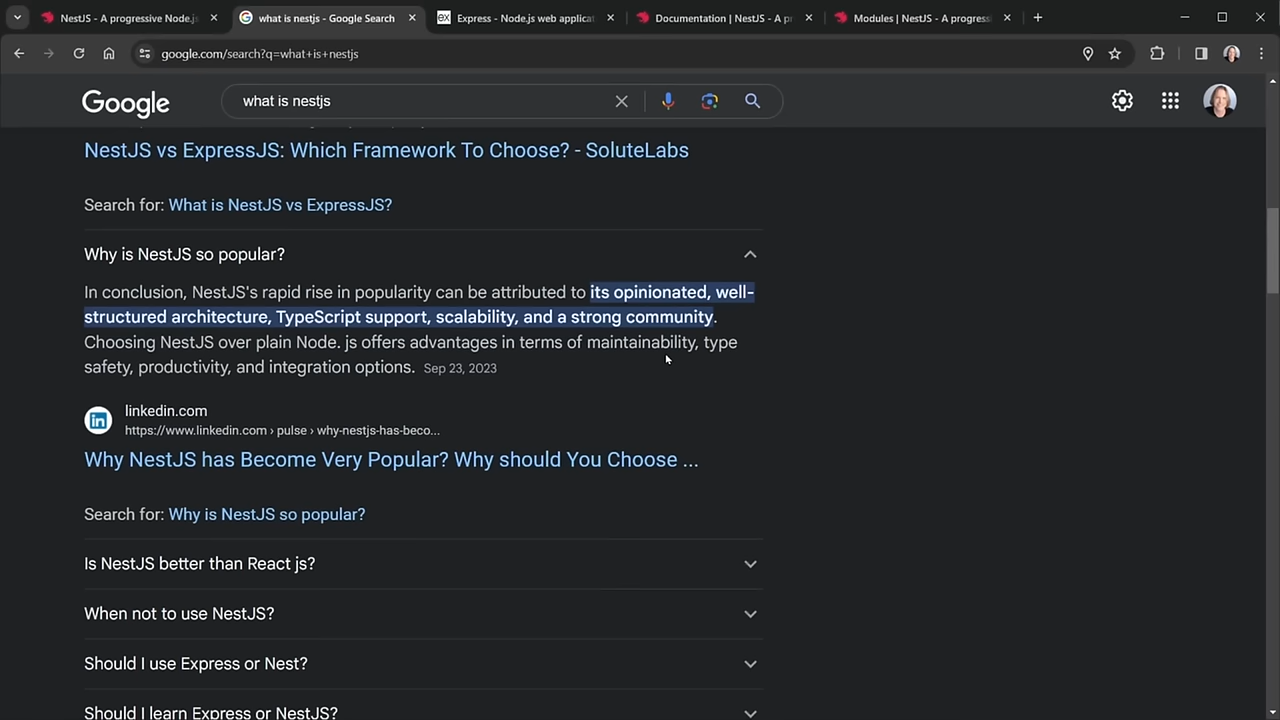 NestJS - A progressive Node.js
what is nestjs - Google Search
Express - Node.js web applicat
Documentation | NestJS - A pr
Modules | NestJS - A progress
google.com/search?q=what+is+nestjs
Google
what is nestjs
NestJS vs ExpressJS: Which Framework To Choose? - SoluteLabs
Search for: What is NestJS vs ExpressJS?
Why is NestJS so popular?
In conclusion, NestJS's rapid rise in popularity can be attributed to its opinionated, well-
structured architecture, TypeScript support, scalability, and a strong community.
Choosing NestJS over plain Node. js offers advantages in terms of maintainability, type
safety, productivity, and integration options. Sep 23, 2023
in
linkedin.com
https://www.linkedin.com › pulse › why-nestjs-has-beco...
Why NestJS has Become Very Popular? Why should You Choose ...
Search for: Why is NestJS so popular?
Is NestJS better than React js?
When not to use NestJS?
Should I use Express or Nest?
Should I learn Express or NestJS?